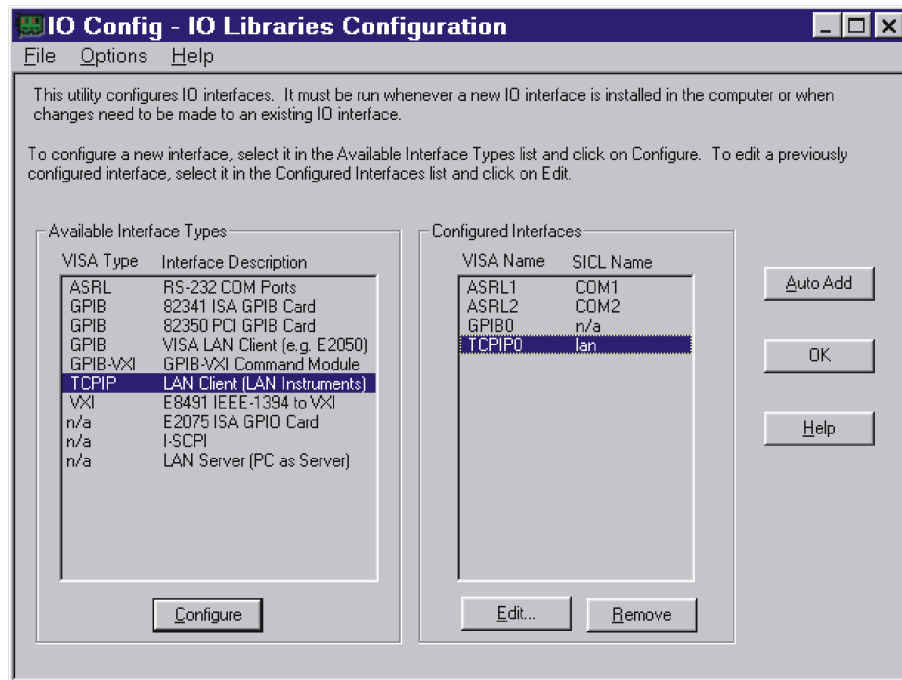 IO Config - IO Libraries Configuration
File Options Help
This utility configures IO interfaces. It must be run whenever a new IO interface is installed in the computer or when
changes need to be made to an existing IO interface.
To configure a new interface, select it in the Available Interface Types list and click on Configure. To edit a previously
configured interface, select it in the Configured Interfaces list and click on Edit.
Available Interface Types
VISA Type Interface Description
ASRL RS-232 COM Ports
GPIB 82341 ISA GPIB Card
GPIB 82350 PCI GPIB Card
GPIB VISA LAN Client (e.g. E2050)
GPIB-VXI GPIB-VXI Command Module
TCPIP LAN Client (LAN Instruments)
VXI E8491 IEEE-1394 to VXI
n/a E2075 ISA GPIO Card
n/a I-SCPI
n/a LAN Server (PC as Server)
Configure
Configured Interfaces
VISA Name SICL Name
ASRL1 COM1
ASRL2 COM2
GPIB0 n/a
TCPIP0 lan
Edit... Remove
Auto Add
OK
Help